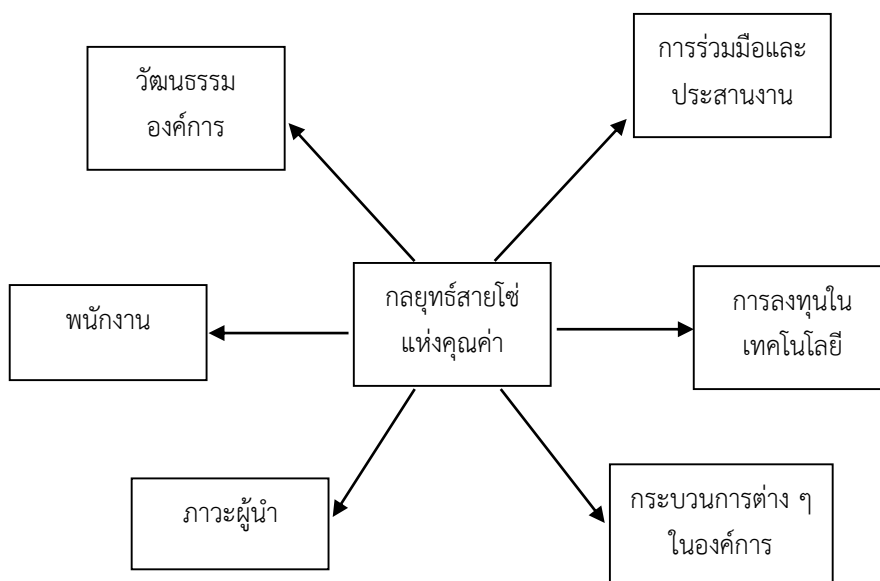 วัฒนธรรม
องค์การ
การร่วมมือและ
ประสานงาน
พนักงาน
กลยุทธ์สายโซ่
แห่งคุณค่า
การลงทุนใน
เทคโนโลยี
ภาวะผู้นำ
กระบวนการต่าง ๆ
ในองค์การ